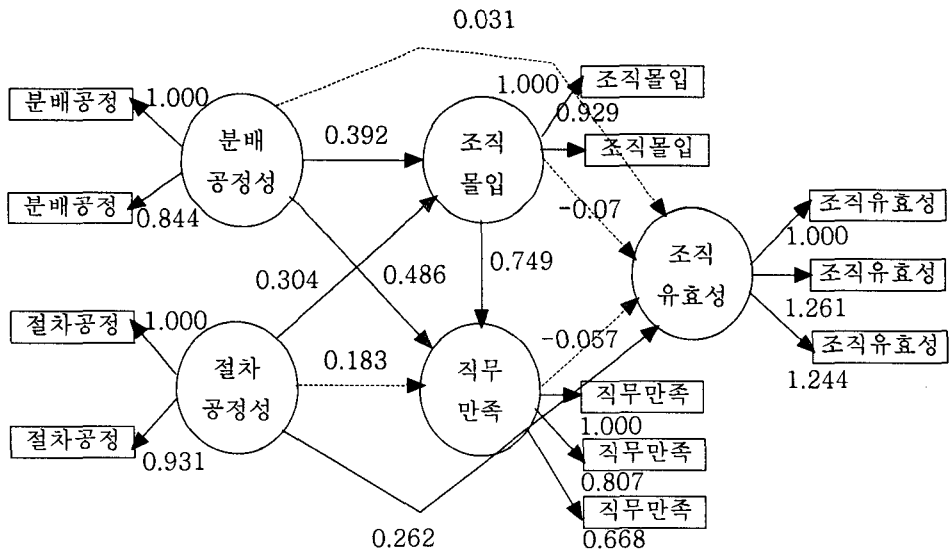 0.031
분배공정
1.000
분배
공정성
0.392
조직
몰입
1.000
조직몰입
0.929
조직몰입
분배공정
0.844
-0.07
조직유효성
1.000
0.304
0.486
0.749
조직
유효성
조직유효성
1.261
절차공정
1.000
절차
공정성
0.183
직무
만족
-0.057
조직유효성
1.244
직무만족
1.000
절차공정
0.931
직무만족
0.807
직무만족
0.668
0.262